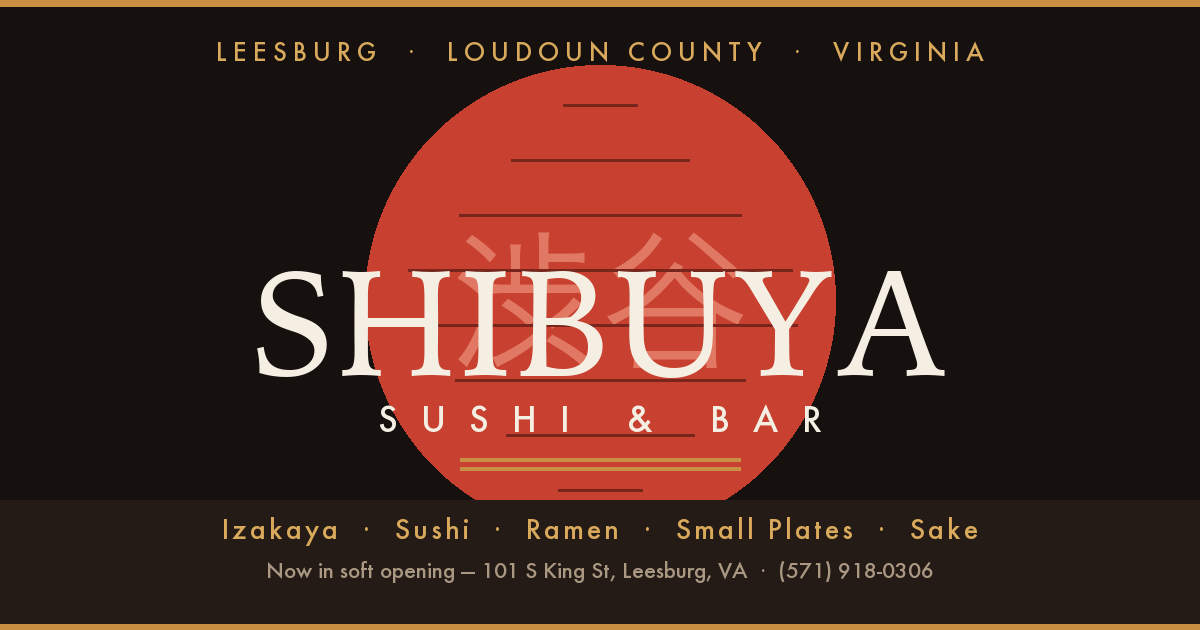 LEESBURG · LOUDOUN COUNTY · VIRGINIA
渋谷
SHIBUYA
SUSHI & BAR
Izakaya · Sushi · Ramen · Small Plates · Sake
Now in soft opening — 101 S King St, Leesburg, VA · (571) 918-0306